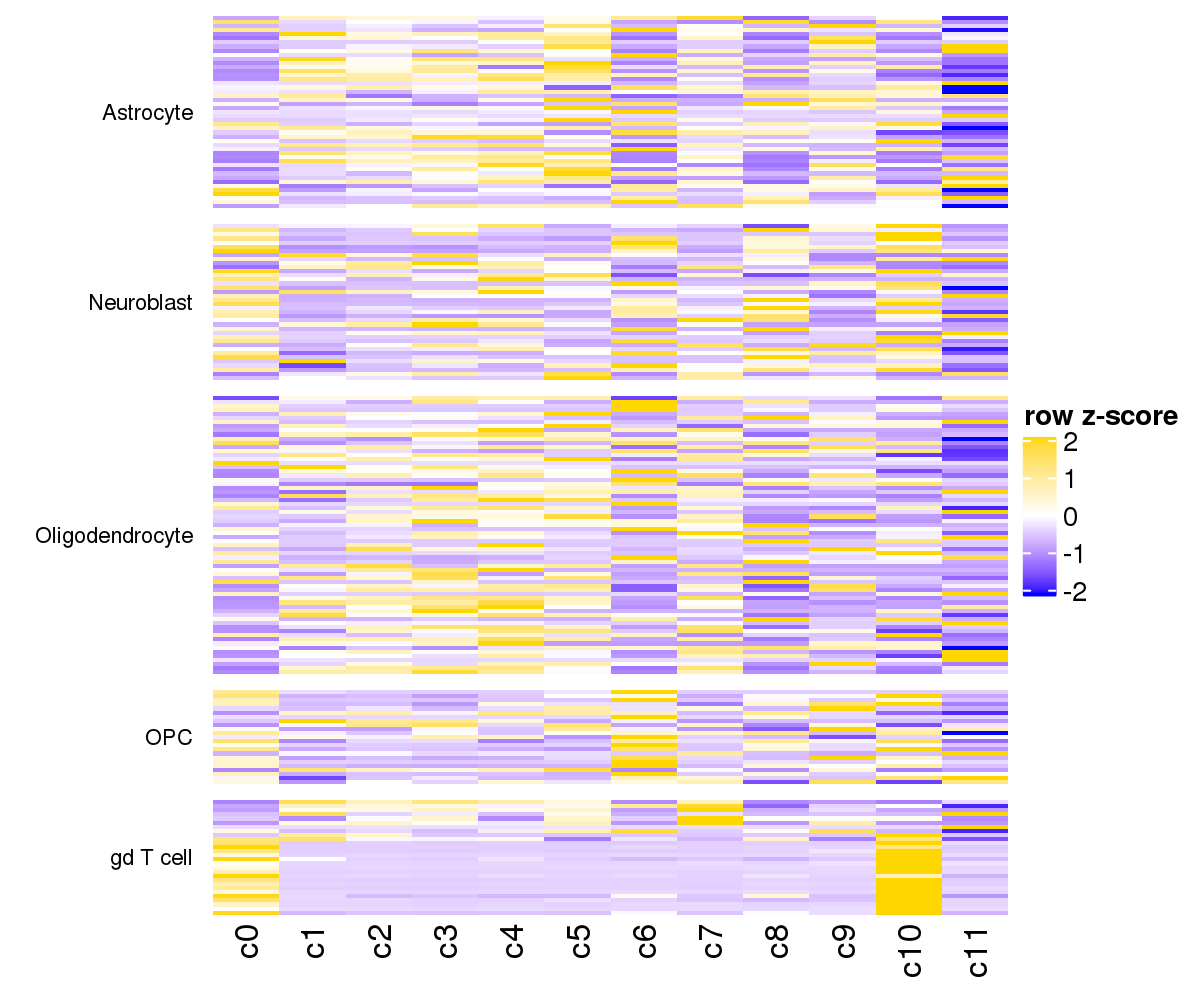 Astrocyte
Neuroblast
Oligodendrocyte
OPC
gd T cell
row z-score
2
1
0
-1
-2
c0 c1 c2 c3 c4 c5 c6 c7 c8 c9 c10 c11